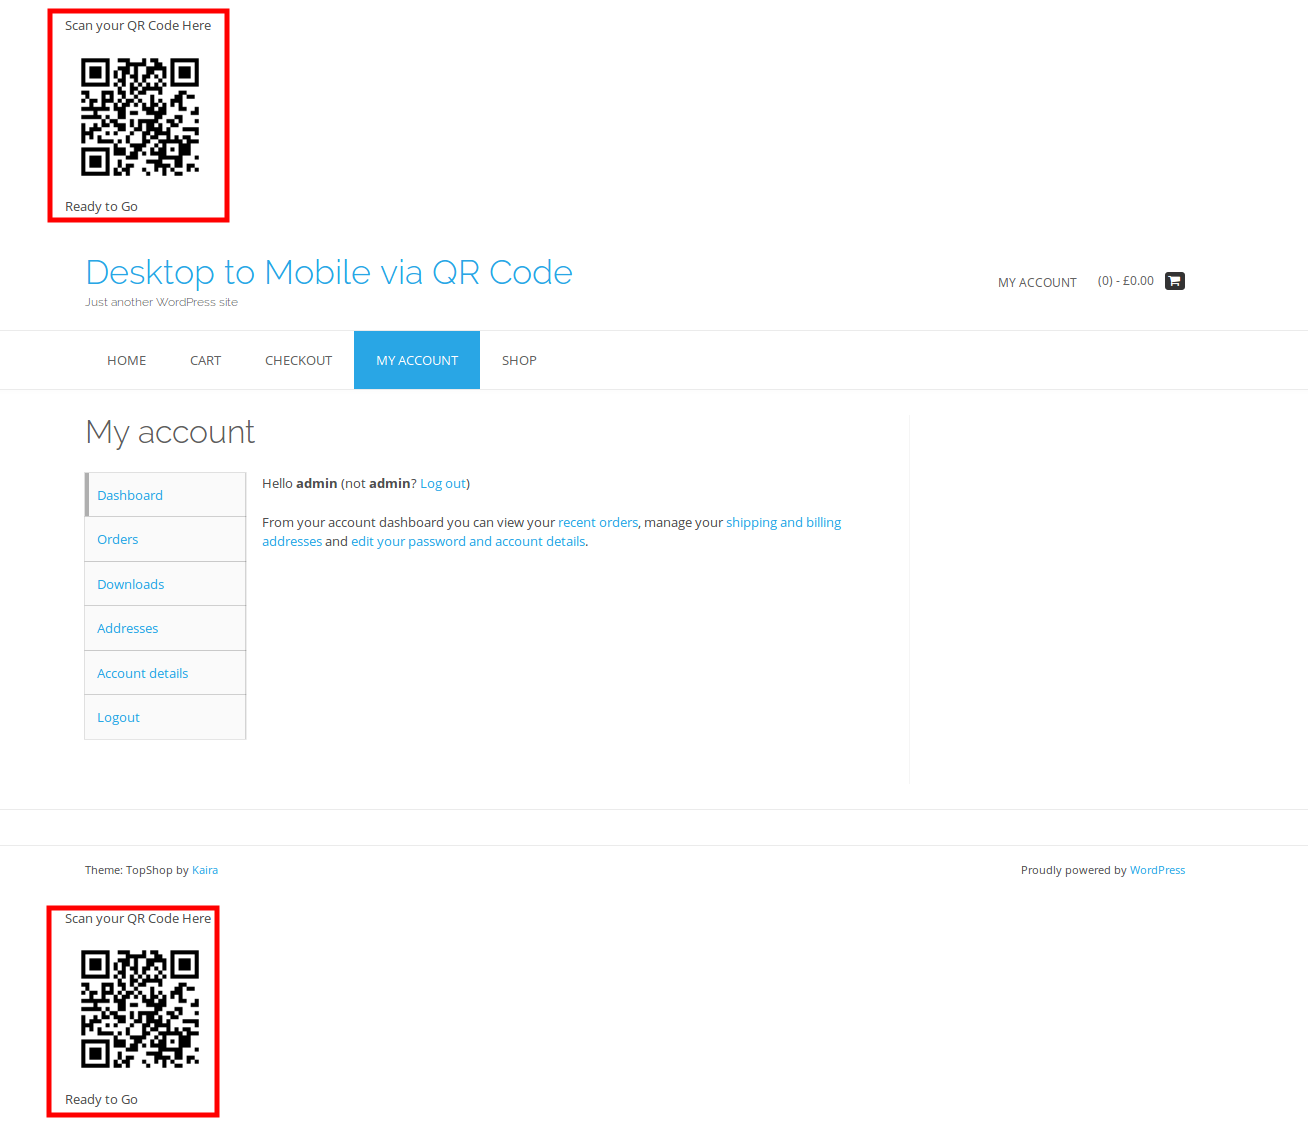 Scan your QR Code Here
Ready to Go
Desktop to Mobile via QR Code
Just another WordPress site
MY ACCOUNT (0) - £0.00
HOME CART CHECKOUT MY ACCOUNT SHOP
My account
Dashboard
Orders
Downloads
Addresses
Account details
Logout
Hello admin (not admin? Log out)
From your account dashboard you can view your recent orders, manage your shipping and billing
addresses and edit your password and account details.
Theme: TopShop by Kaira
Proudly powered by WordPress
Scan your QR Code Here
Ready to Go